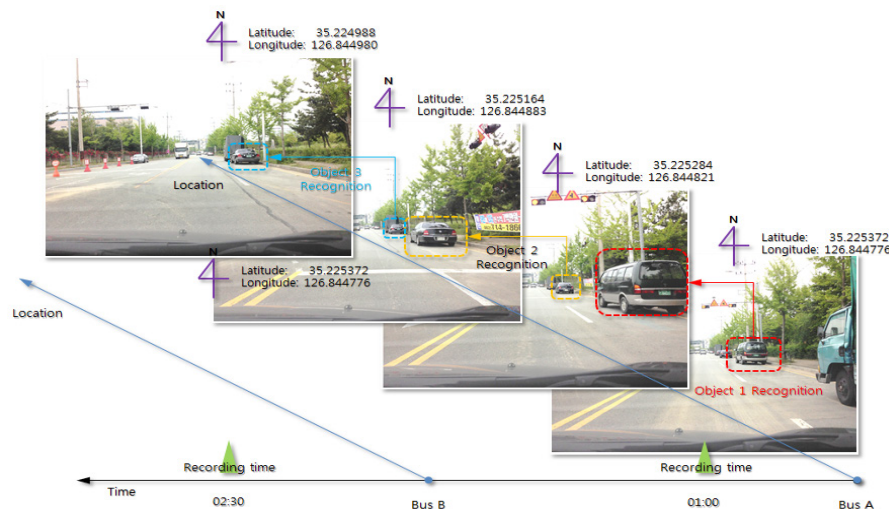 N
Latitude: 35.224988
Longitude: 126.844980
N
Latitude: 35.225164
Longitude: 126.844883
N
Latitude: 35.225284
Longitude: 126.844821
N
Latitude: 35.225372
Longitude: 126.844776
Object 3
Recognition
Location
314-186
Object 2
Recognition
N
Latitude: 35.225372
Longitude: 126.844776
Location
Object 1 Recognition
Recording time
Recording time
Time
02:30
Bus B
01:00
Bus A